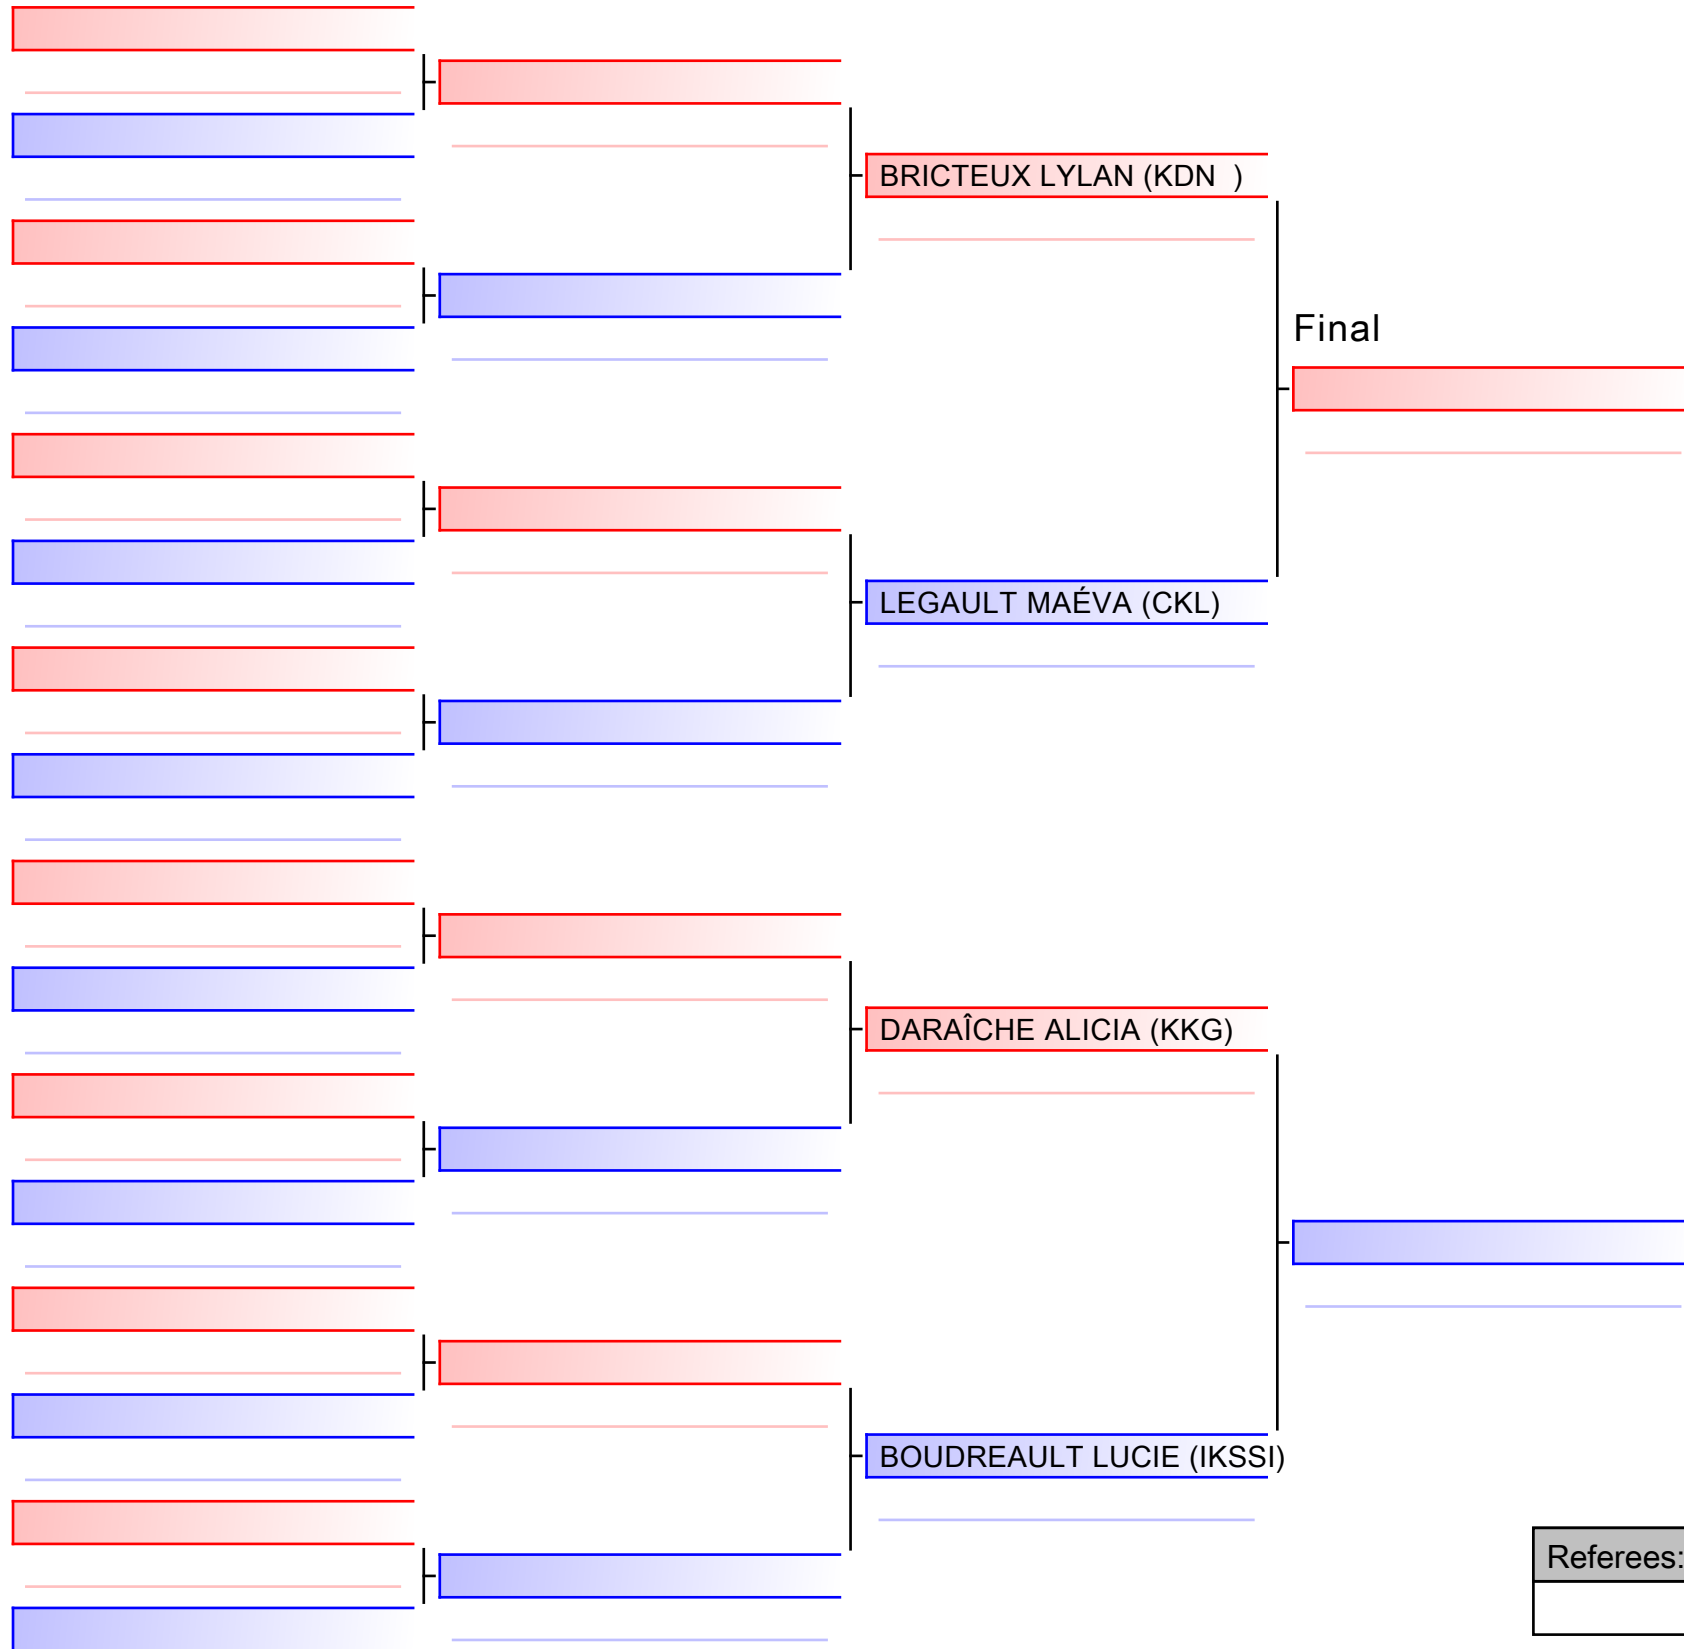 BRICTEUX LYLAN (KDN  )
Final
LEGAULT MAÉVA (CKL)
DARAÎCHE ALICIA (KKG)
BOUDREAULT LUCIE (IKSSI)
Referees: